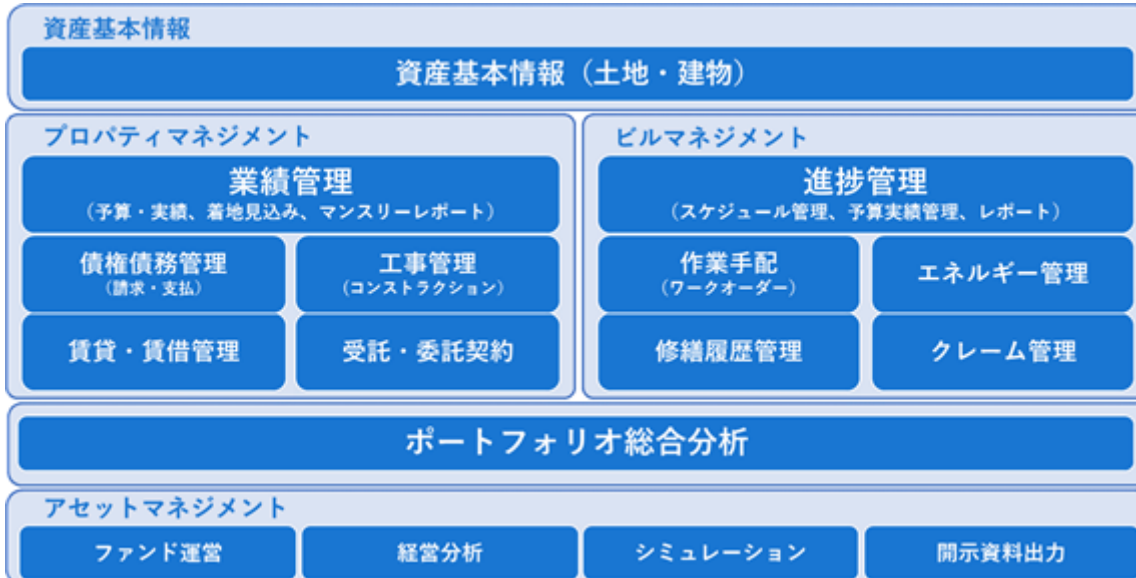 資産基本情報
資産基本情報（土地・建物）
プロパティマネジメント
業績管理
（予算・実績、着地見込み、マンスリーレポート）
債権債務管理
（請求・支払）
工事管理
（コンストラクション）
賃貸・賃借管理
受託・委託契約
ビルマネジメント
進捗管理
（スケジュール管理、予算実績管理、レポート）
作業手配
（ワークオーダー）
エネルギー管理
修繕履歴管理
クレーム管理
ポートフォリオ総合分析
アセットマネジメント
ファンド運営
経営分析
シミュレーション
開示資料出力